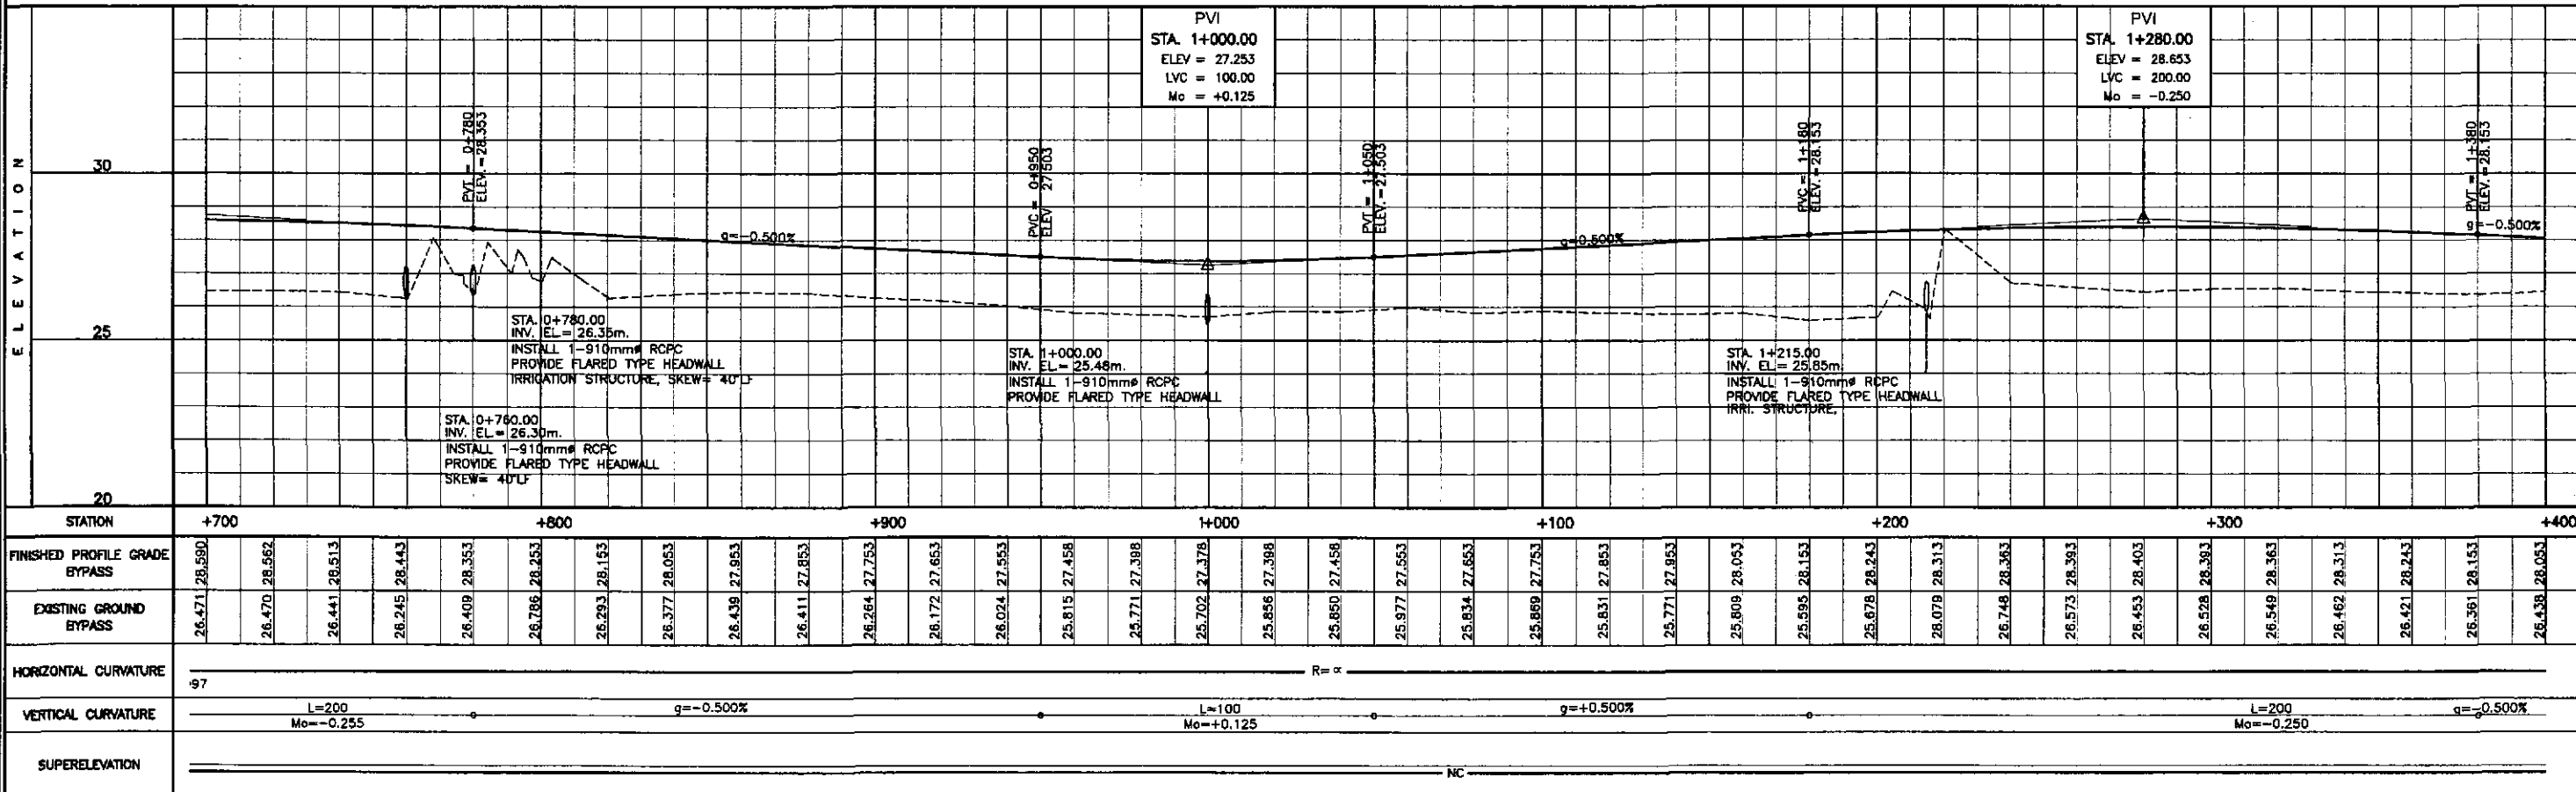 PVI
STA. 1+000.00
ELEV = 27.253
LVC = 100.00
Mo = +0.125
PVI
STA. 1+280.00
ELEV = 28.653
LVC = 200.00
Mo = -0.250
ELEVATION
30
25
20
PVT = 0+780
ELEV. = 28.353
PVC = 0+950
ELEV 27.503
PVT = 1+050
ELEV. = 27.503
PVC = 1+180
ELEV. = 28.153
PVT = 1+380
ELEV. = 28.153
g=-0.500%
g=0.500%
g=-0.500%
STA. 0+780.00
INV. EL= 26.35m.
INSTALL 1-910mmø RCPC
PROVIDE FLARED TYPE HEADWALL
IRRIGATION STRUCTURE, SKEW= 40°LF
STA. 0+760.00
INV. EL= 26.30m.
INSTALL 1-910mmø RCPC
PROVIDE FLARED TYPE HEADWALL
SKEW= 40°LF
STA. 1+000.00
INV. EL= 25.48m.
INSTALL 1-910mmø RCPC
PROVIDE FLARED TYPE HEADWALL
STA. 1+215.00
INV. EL= 25.85m.
INSTALL 1-910mmø RCPC
PROVIDE FLARED TYPE HEADWALL
IRRI. STRUCTURE.
STATION +700 +800 +900 1+000 +100 +200 +300 +400
FINISHED PROFILE GRADE
BYPASS
28.590 28.562 28.513 28.443 28.353 28.253 28.153 28.053 27.953 27.853 27.753 27.653 27.553 27.458 27.398 27.378 27.398 27.458 27.553 27.653 27.753 27.853 27.953 28.053 28.153 28.243 28.313 28.363 28.393 28.403 28.393 28.363 28.313 28.243 28.153 28.053
EXISTING GROUND
BYPASS
26.471 26.470 26.441 26.245 26.409 26.786 26.293 26.377 26.439 26.411 26.264 26.172 26.024 25.815 25.771 25.702 25.856 25.850 25.977 25.834 25.869 25.831 25.771 25.809 25.595 25.678 28.079 26.748 26.573 26.453 26.528 26.549 26.462 26.421 26.361 26.438
HORIZONTAL CURVATURE
97
R= ∝
VERTICAL CURVATURE
L=200 g=-0.500% L=100 g=+0.500% L=200 g=-0.500%
Mo=-0.255 Mo=+0.125 Mo=-0.250
SUPERELEVATION
NC